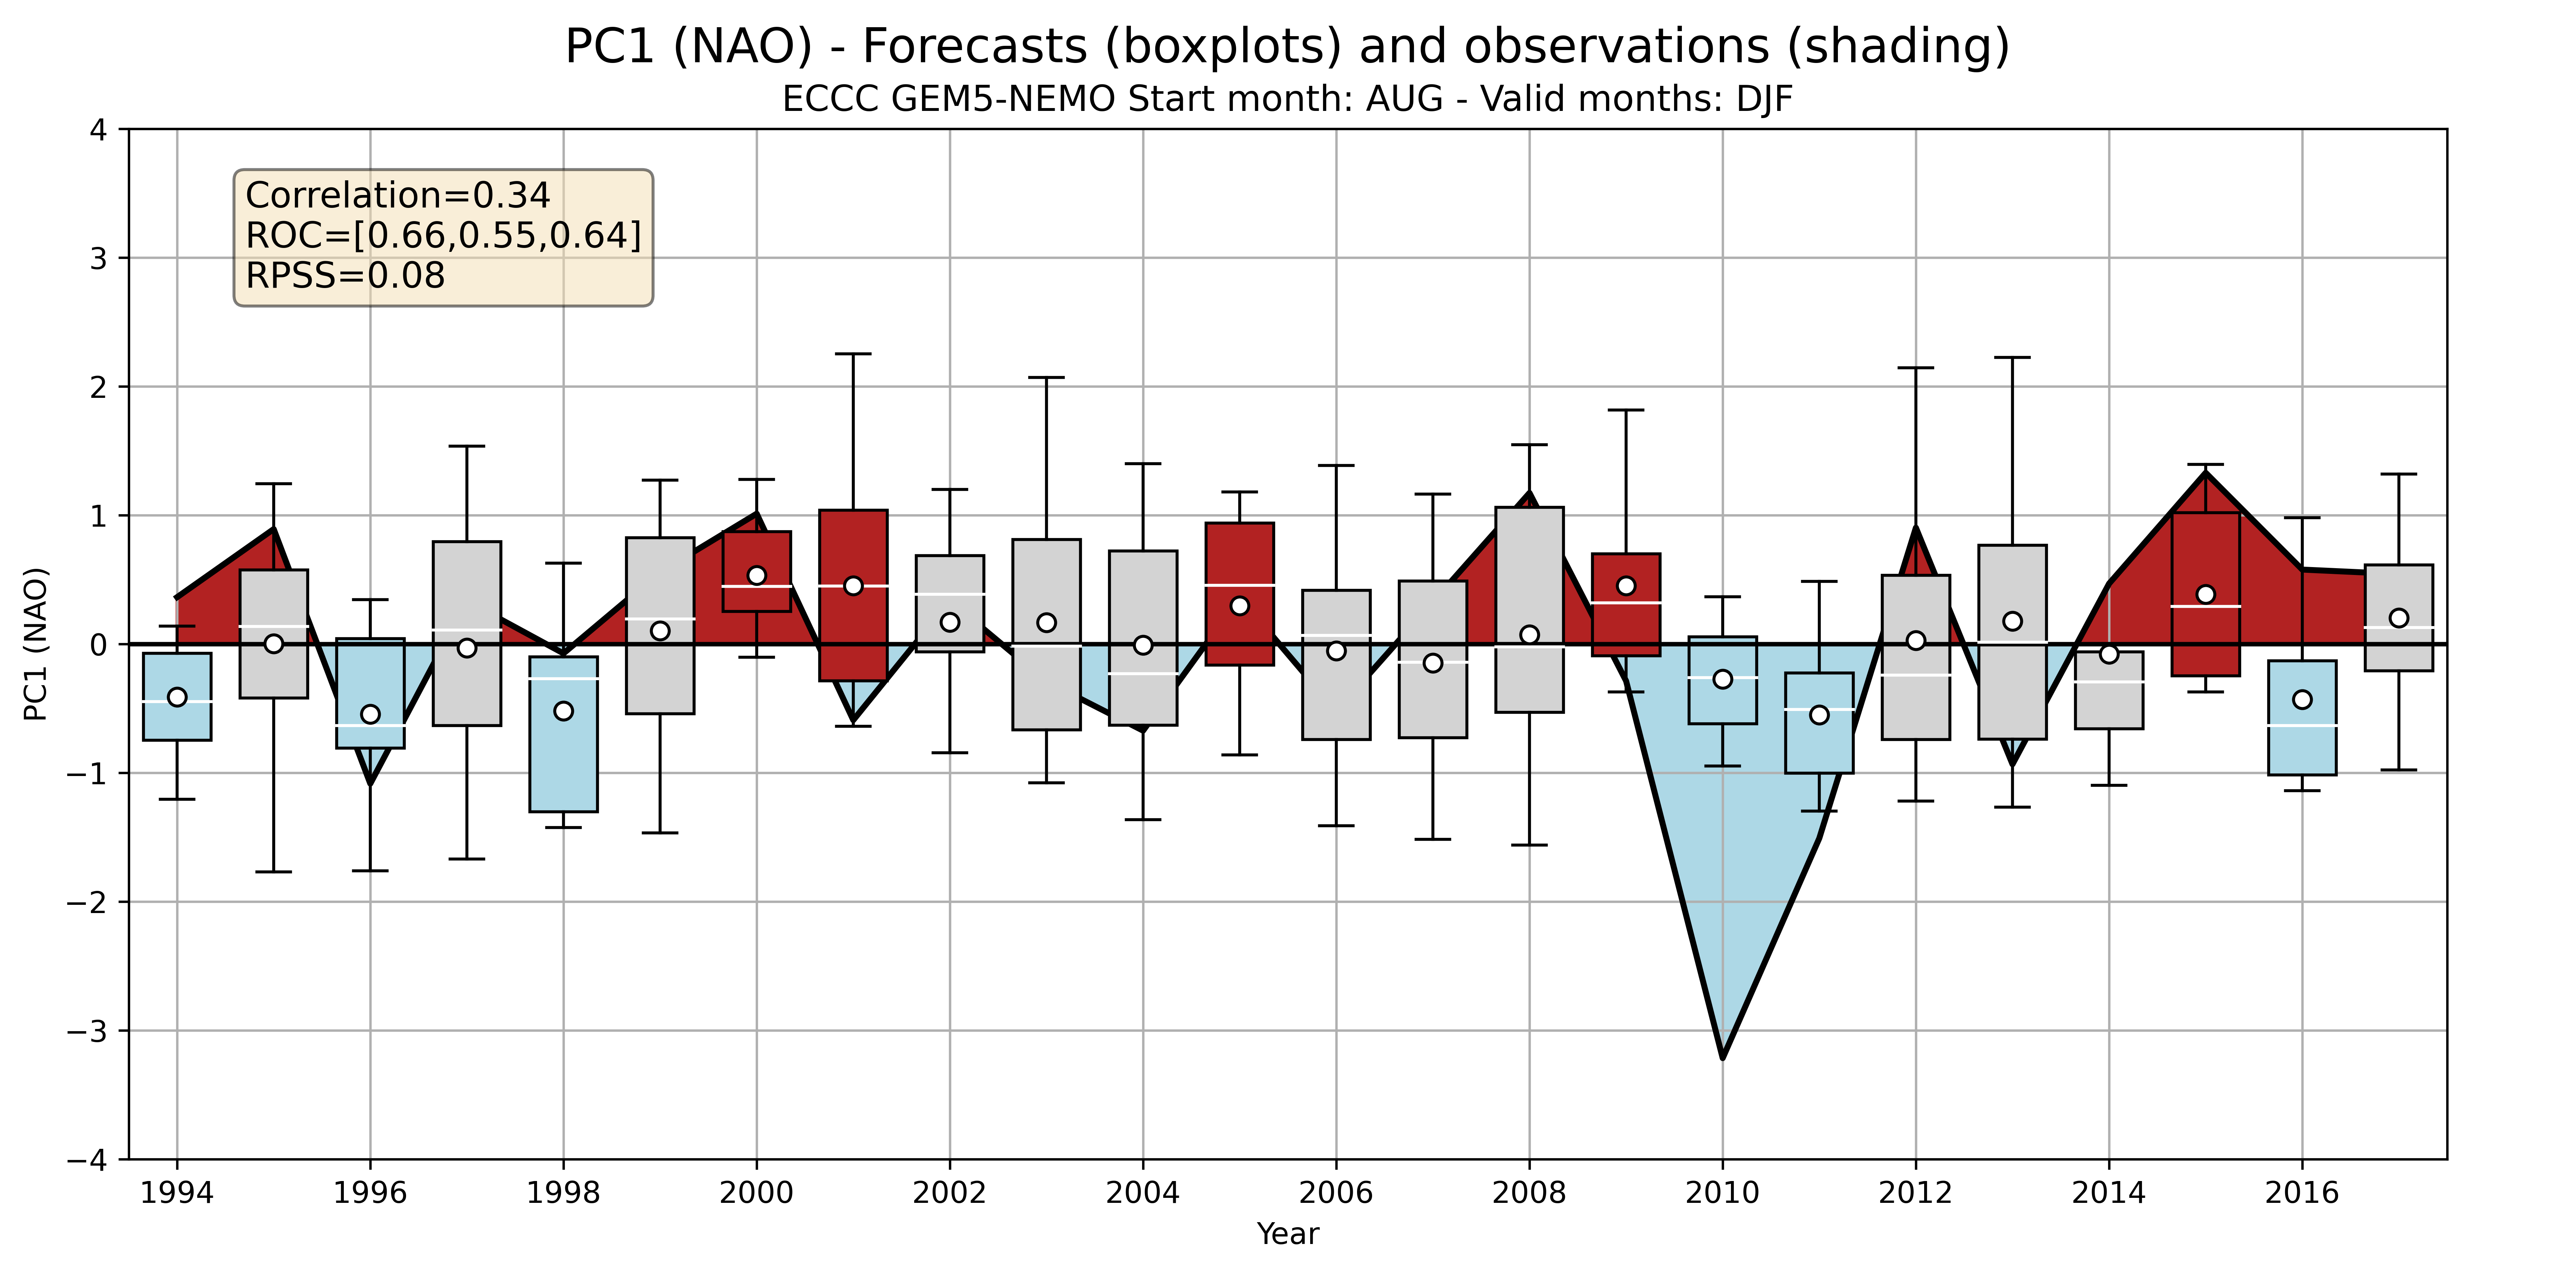 PC1 (NAO) - Forecasts (boxplots) and observations (shading)
ECCC GEM5-NEMO Start month: AUG - Valid months: DJF
Correlation=0.34
ROC=[0.66,0.55,0.64]
RPSS=0.08
PC1 (NAO)
4
3
2
1
0
−1
−2
−3
−4
1994 1996 1998 2000 2002 2004 2006 2008 2010 2012 2014 2016
Year